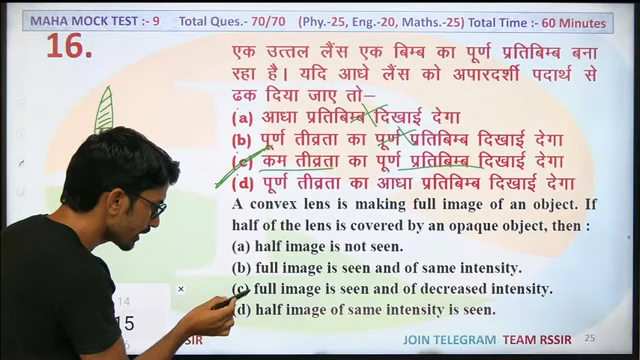 MAHA MOCK TEST :- 9 Total Ques.- 70/70 (Phy.-25, Eng.-20, Maths.-25) Total Time :- 60 Minutes
16. एक उत्तल लैंस एक बिम्ब का पूर्ण प्रतिबिम्ब बना
रहा है। यदि आधे लैंस को अपारदर्शी पदार्थ से
ढक दिया जाए तो–
(a) आधा प्रतिबिम्ब दिखाई देगा
(b) पूर्ण तीव्रता का पूर्ण प्रतिबिम्ब दिखाई देगा
(c) कम तीव्रता का पूर्ण प्रतिबिम्ब दिखाई देगा
(d) पूर्ण तीव्रता का आधा प्रतिबिम्ब दिखाई देगा
A convex lens is making full image of an object. If
half of the lens is covered by an opaque object, then :
(a) half image is not seen.
(b) full image is seen and of same intensity.
(c) full image is seen and of decreased intensity.
(d) half image of same intensity is seen.
14
15
RSSIR JOIN TELEGRAM TEAM RSSIR 25